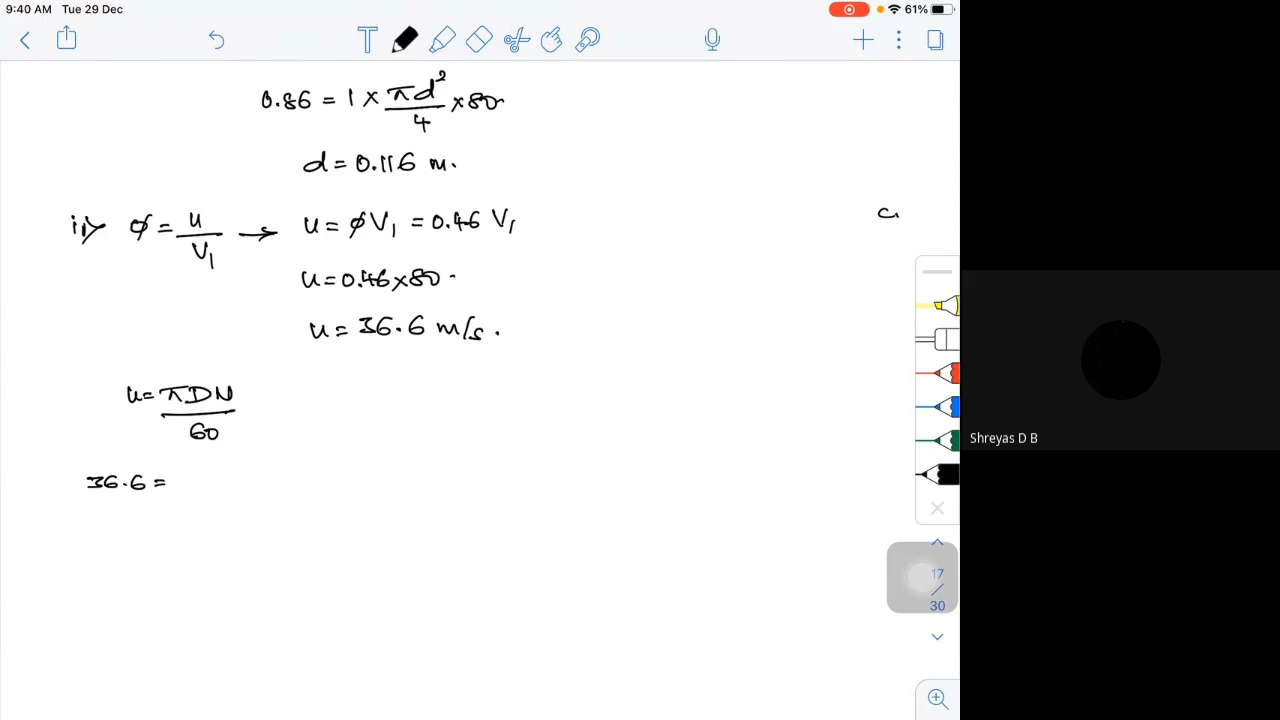 9:40 AM Tue 29 Dec
61%
T
0.86 = 1 × πd²/4 × 80
d = 0.116 m.
ii> φ = u/V₁ → u = φV₁ = 0.46 V₁
u = 0.46 × 80
u = 36.6 m/s.
u = πDN/60
36.6 =
17
/
30
Shreyas D B